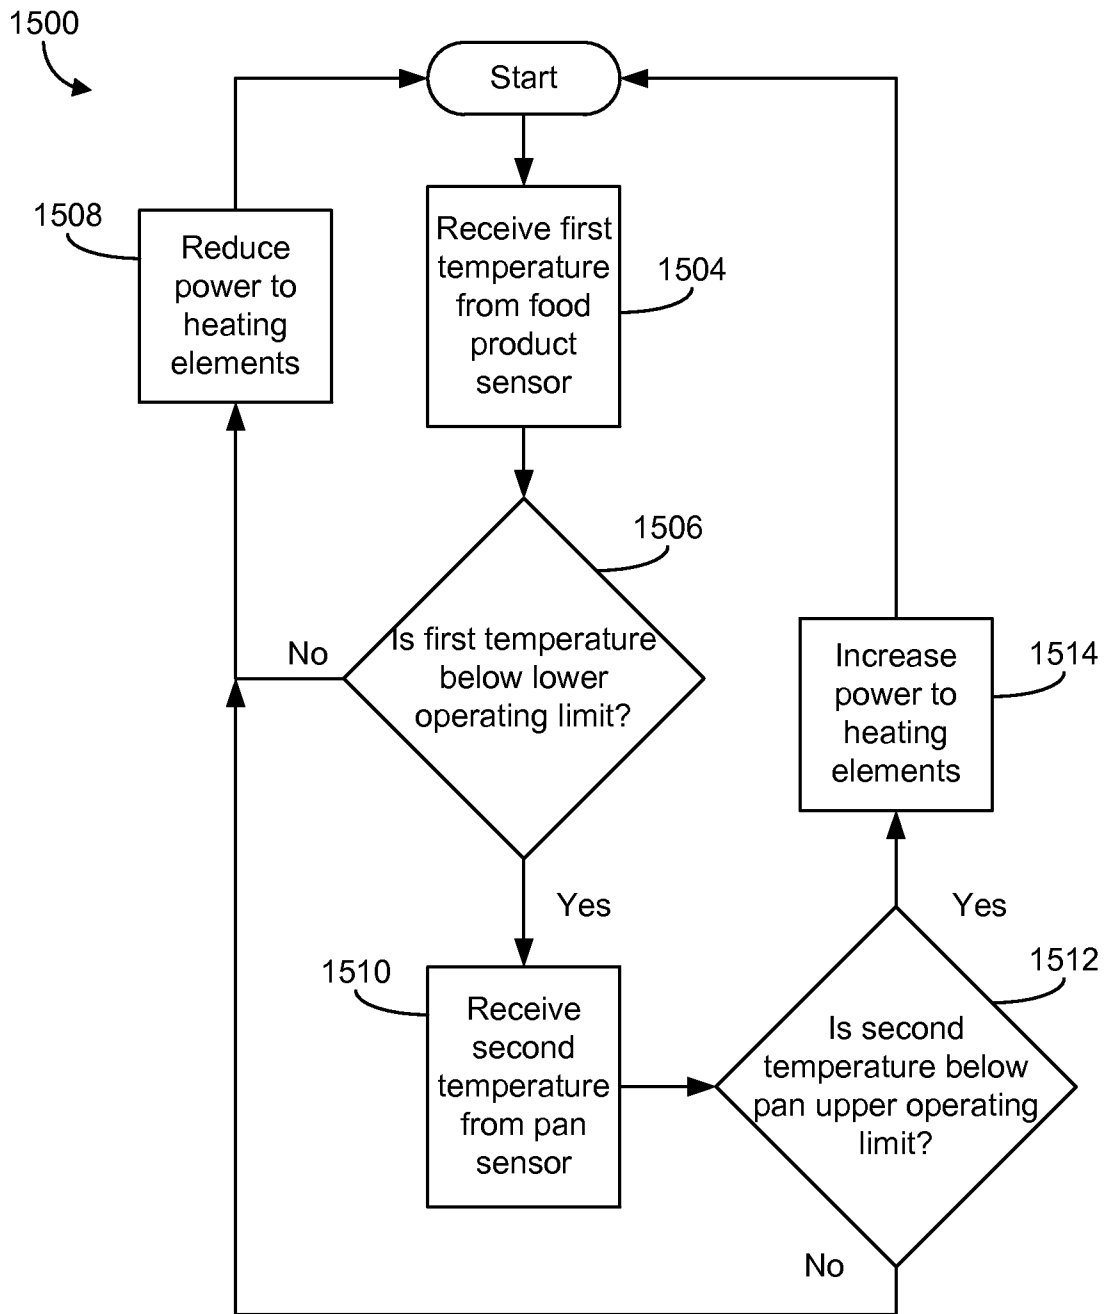 1500
Start
1508
Reduce
power to
heating
elements
Receive first
temperature
from food
product
sensor
1504
1506
Is first temperature
below lower
operating limit?
No
Yes
Increase
power to
heating
elements
1514
1510
Receive
second
temperature
from pan
sensor
Yes
1512
Is second
temperature below
pan upper operating
limit?
No